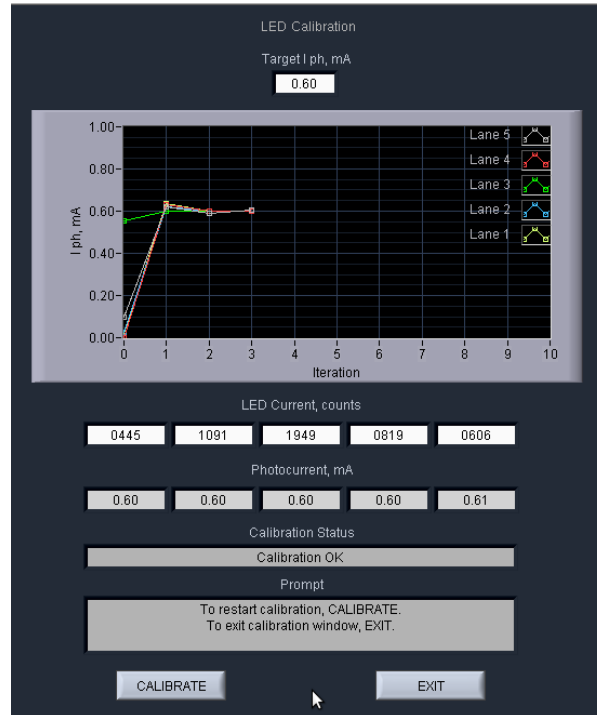 LED Calibration
Target I ph, mA
0.60
1.00
0.80
0.60
0.40
0.20
0.00
I ph, mA
0 1 2 3 4 5 6 7 8 9 10
Iteration
Lane 5
Lane 4
Lane 3
Lane 2
Lane 1
LED Current, counts
0445 1091 1949 0819 0606
Photocurrent, mA
0.60 0.60 0.60 0.60 0.61
Calibration Status
Calibration OK
Prompt
To restart calibration, CALIBRATE.
To exit calibration window, EXIT.
CALIBRATE EXIT